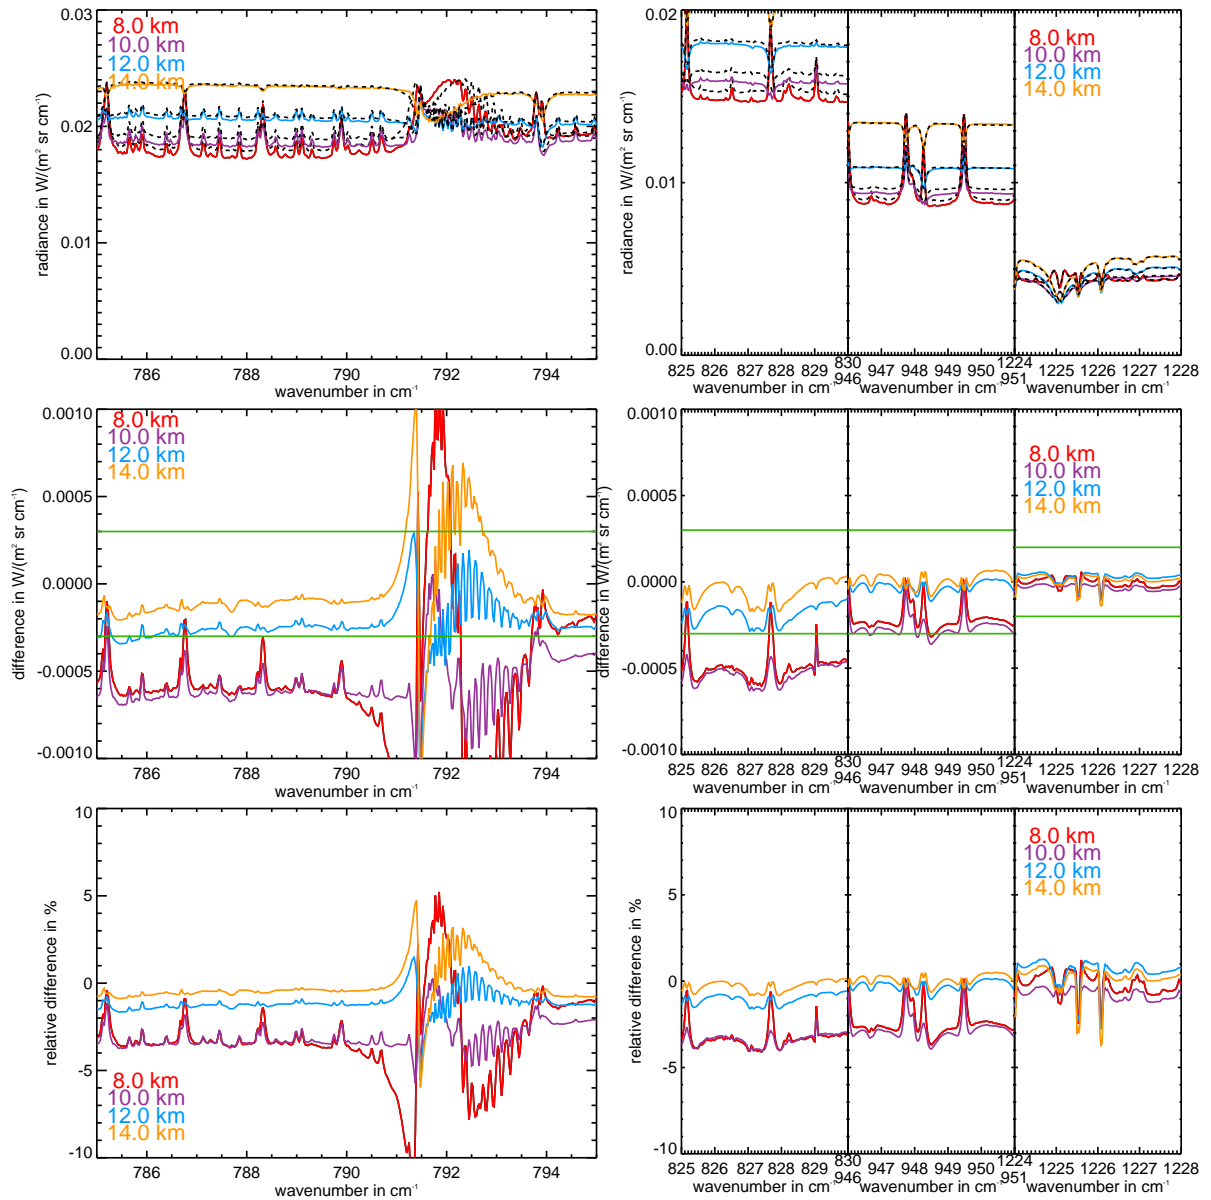 0.03
0.02
0.01
0.00
radiance in W/(m² sr cm⁻¹)
8.0 km
10.0 km
12.0 km
14.0 km
786 788 790 792 794
wavenumber in cm⁻¹
0.02
0.01
0.00
radiance in W/(m² sr cm⁻¹)
8.0 km
10.0 km
12.0 km
14.0 km
825 826 827 828 829 830
946 947 948 949 950 951
1224 1225 1226 1227 1228
wavenumber in cm⁻¹ wavenumber in cm⁻¹ wavenumber in cm⁻¹
0.0010
0.0005
0.0000
-0.0005
-0.0010
difference in W/(m² sr cm⁻¹)
8.0 km
10.0 km
12.0 km
14.0 km
786 788 790 792 794
wavenumber in cm⁻¹
0.0010
0.0005
0.0000
-0.0005
-0.0010
difference in W/(m² sr cm⁻¹)
8.0 km
10.0 km
12.0 km
14.0 km
825 826 827 828 829 830
946 947 948 949 950 951
1224 1225 1226 1227 1228
wavenumber in cm⁻¹ wavenumber in cm⁻¹ wavenumber in cm⁻¹
10
5
0
-5
-10
relative difference in %
8.0 km
10.0 km
12.0 km
14.0 km
786 788 790 792 794
wavenumber in cm⁻¹
10
5
0
-5
-10
relative difference in %
8.0 km
10.0 km
12.0 km
14.0 km
825 826 827 828 829 830
946 947 948 949 950 951
1224 1225 1226 1227 1228
wavenumber in cm⁻¹ wavenumber in cm⁻¹ wavenumber in cm⁻¹